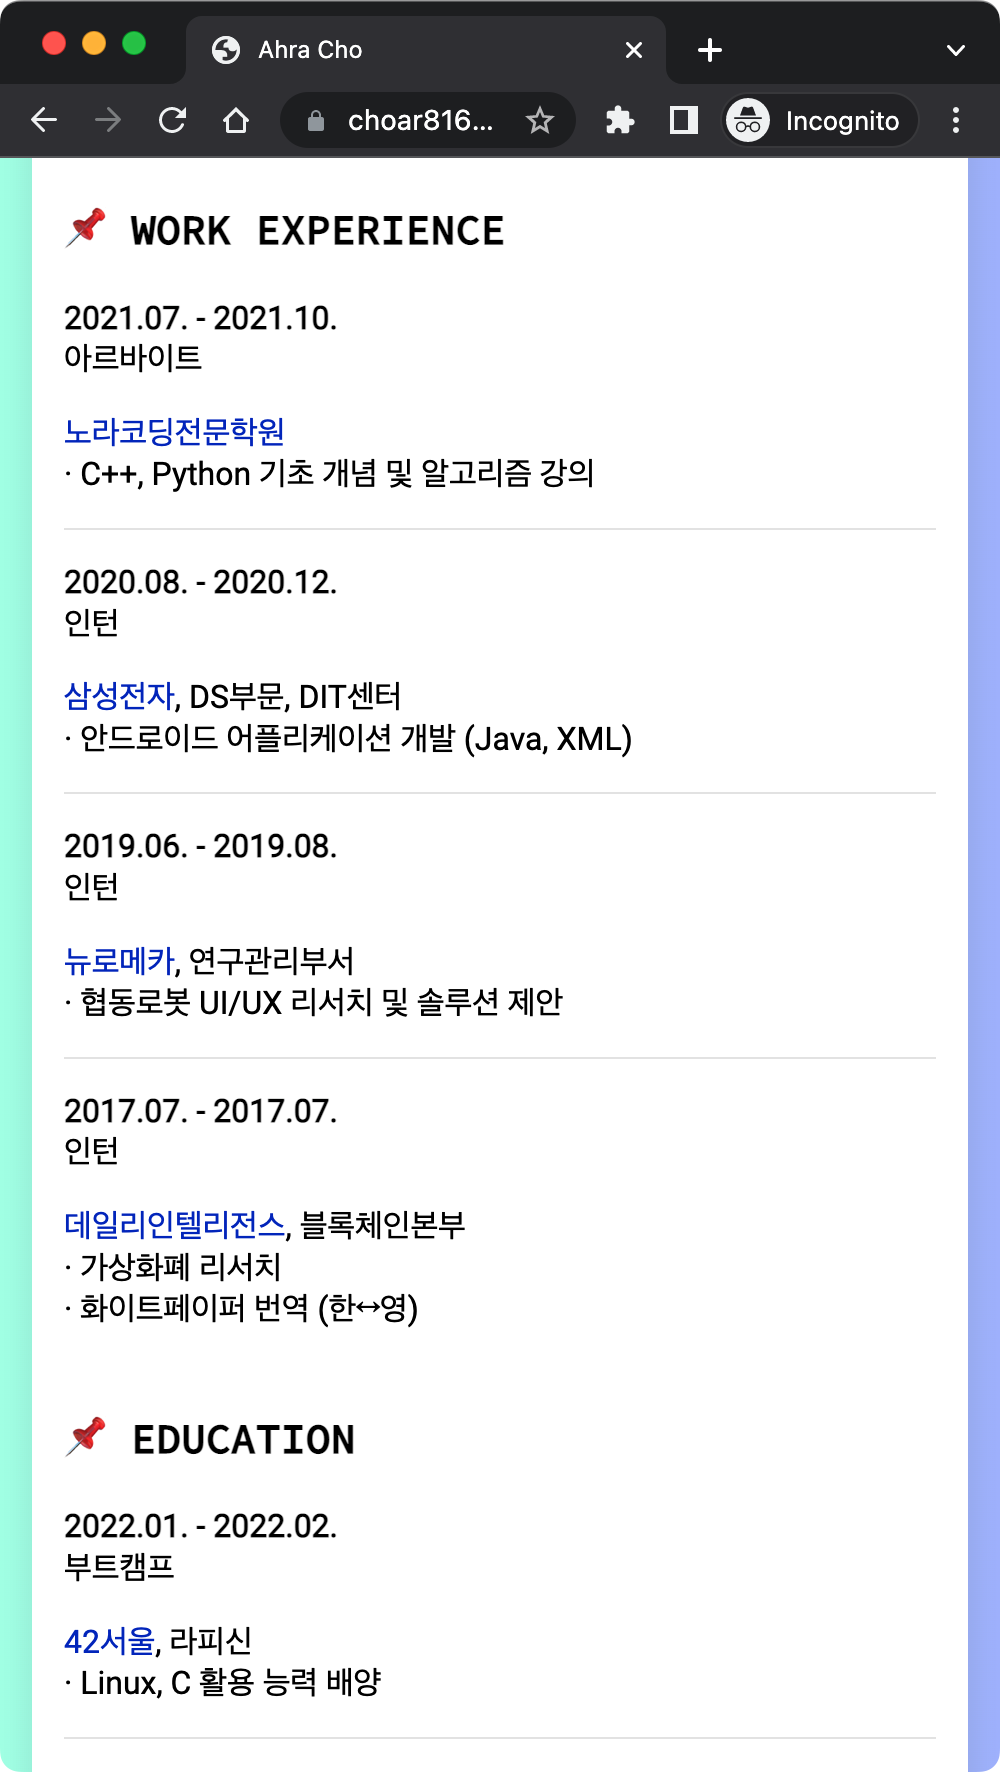 Ahra Cho
choar816...
Incognito
WORK EXPERIENCE
2021.07. - 2021.10.
아르바이트
노라코딩전문학원
· C++, Python 기초 개념 및 알고리즘 강의
2020.08. - 2020.12.
인턴
삼성전자, DS부문, DIT센터
· 안드로이드 어플리케이션 개발 (Java, XML)
2019.06. - 2019.08.
인턴
뉴로메카, 연구관리부서
· 협동로봇 UI/UX 리서치 및 솔루션 제안
2017.07. - 2017.07.
인턴
데일리인텔리전스, 블록체인본부
· 가상화폐 리서치
· 화이트페이퍼 번역 (한↔영)
EDUCATION
2022.01. - 2022.02.
부트캠프
42서울, 라피신
· Linux, C 활용 능력 배양